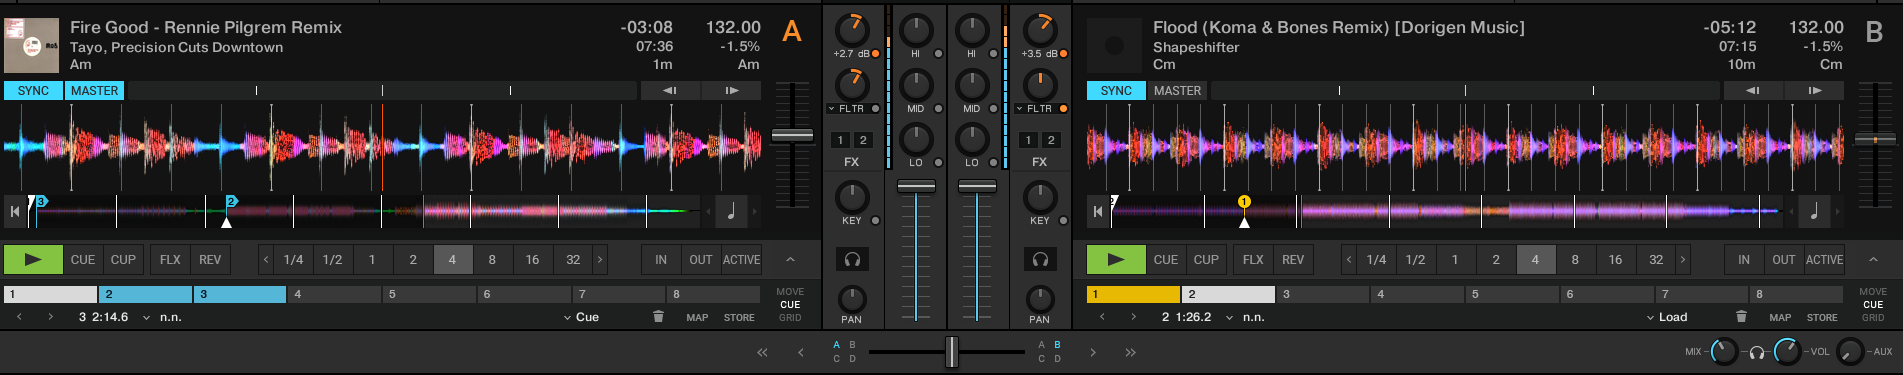 Fire Good - Rennie Pilgrem Remix -03:08 132.00 A
Tayo, Precision Cuts Downtown 07:36 -1.5%
Am 1m Am
SYNC MASTER
3 2
CUE CUP FLX REV 1/4 1/2 1 2 4 8 16 32 IN OUT ACTIVE
1 2 3 4 5 6 7 8 MOVE
CUE
3 2:14.6 n.n. Cue MAP STORE GRID
+2.7 dB HI HI +3.5 dB
FLTR MID MID FLTR
1 2 1 2
FX LO LO FX
KEY KEY
PAN PAN
Flood (Koma & Bones Remix) [Dorigen Music] -05:12 132.00 B
Shapeshifter 07:15 -1.5%
Cm 10m Cm
SYNC MASTER
2 1
CUE CUP FLX REV 1/4 1/2 1 2 4 8 16 32 IN OUT ACTIVE
1 2 3 4 5 6 7 8 MOVE
CUE
2 1:26.2 n.n. Load MAP STORE GRID
A B A B
C D C D
MIX VOL AUX